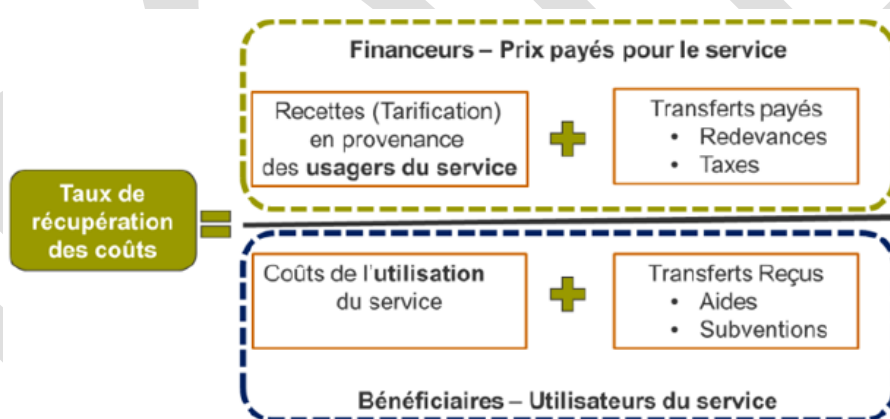 Financeurs – Prix payés pour le service
Recettes (Tarification)
en provenance
des usagers du service
Transferts payés
• Redevances
• Taxes
Taux de
récupération
des coûts
Coûts de l'utilisation
du service
Transferts Reçus
• Aides
• Subventions
Bénéficiaires – Utilisateurs du service